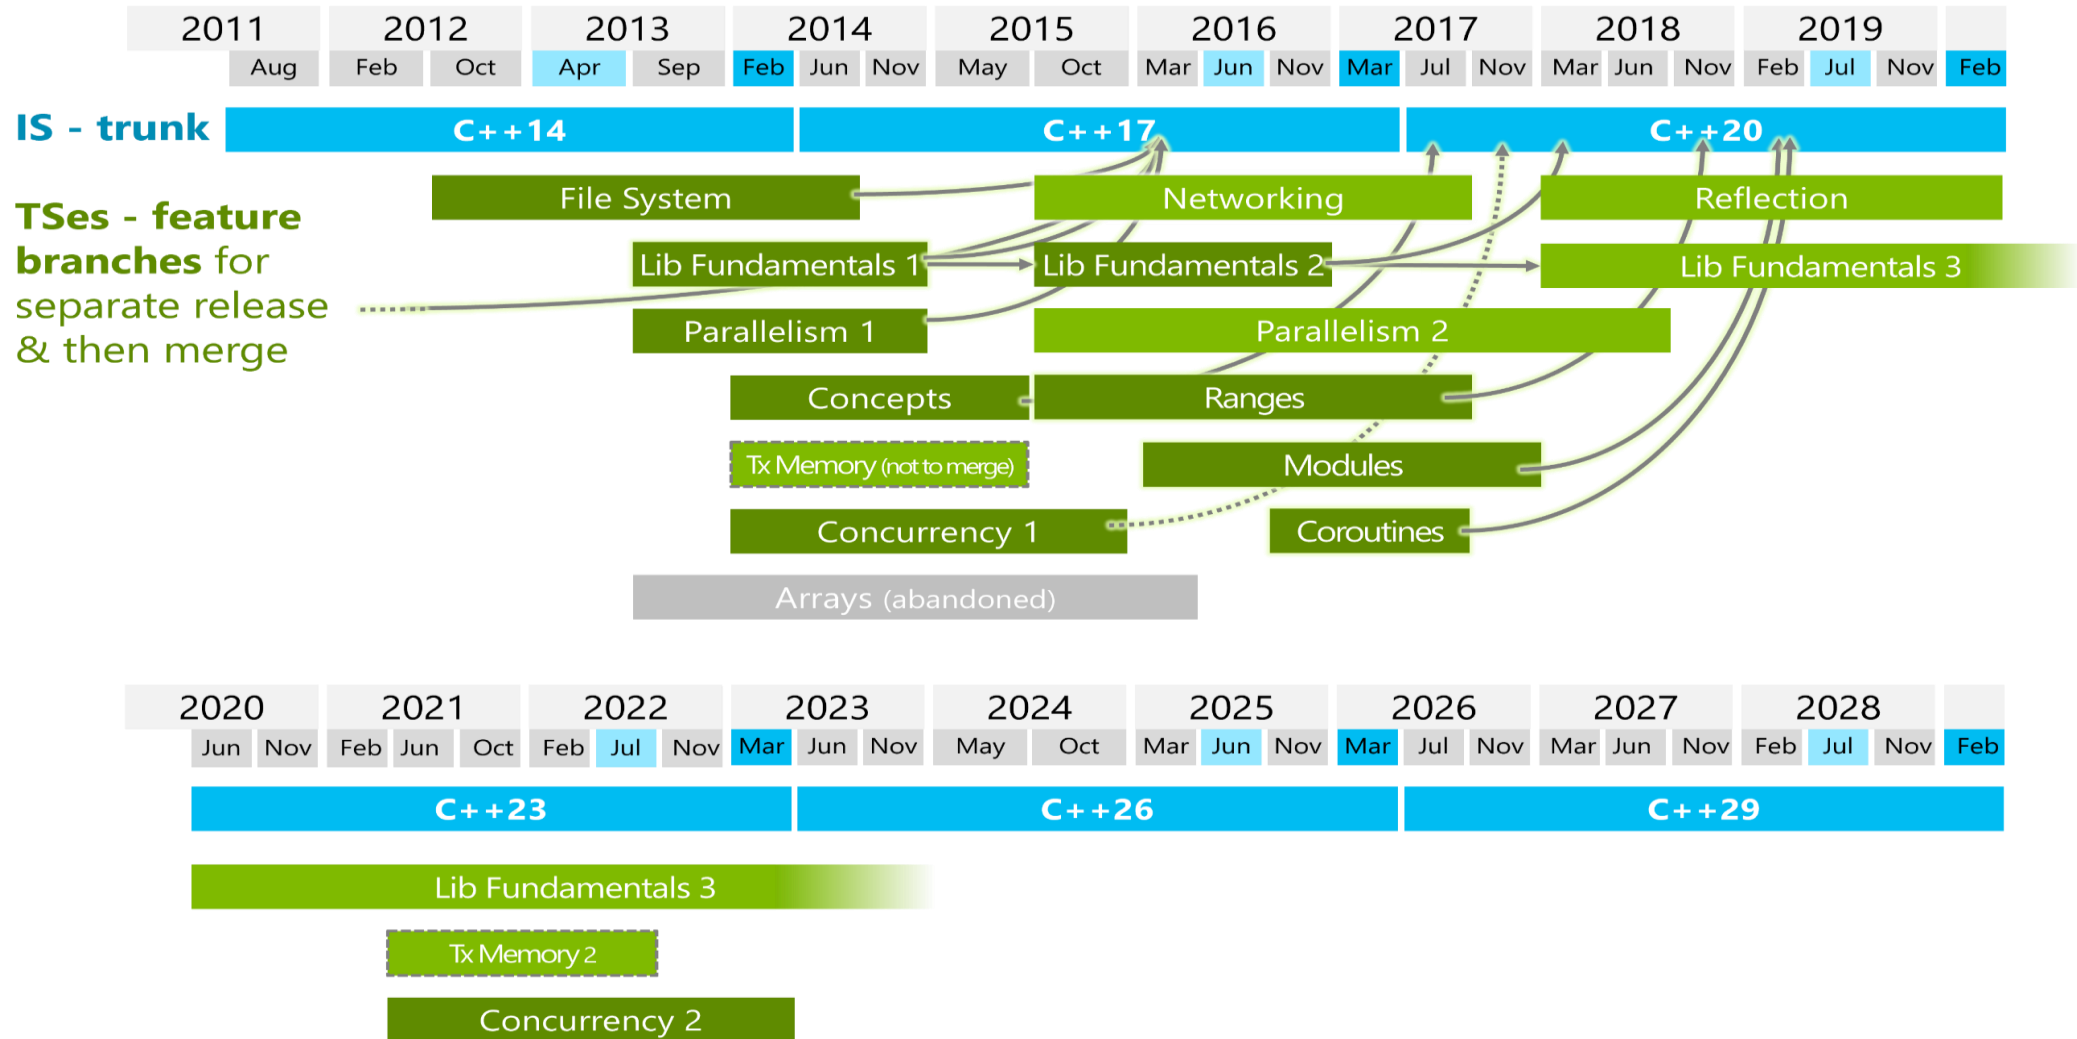 2011 2012 2013 2014 2015 2016 2017 2018 2019
Aug Feb Oct Apr Sep Feb Jun Nov May Oct Mar Jun Nov Mar Jul Nov Mar Jun Nov Feb Jul Nov Feb
IS - trunk C++14 C++17 C++20
File System Networking Reflection
TSes - feature
branches for
separate release
& then merge
Lib Fundamentals 1 Lib Fundamentals 2 Lib Fundamentals 3
Parallelism 1 Parallelism 2
Concepts Ranges
Tx Memory (not to merge) Modules
Concurrency 1 Coroutines
Arrays (abandoned)
2020 2021 2022 2023 2024 2025 2026 2027 2028
Jun Nov Feb Jun Oct Feb Jul Nov Mar Jun Nov May Oct Mar Jun Nov Mar Jul Nov Mar Jun Nov Feb Jul Nov Feb
C++23 C++26 C++29
Lib Fundamentals 3
Tx Memory 2
Concurrency 2